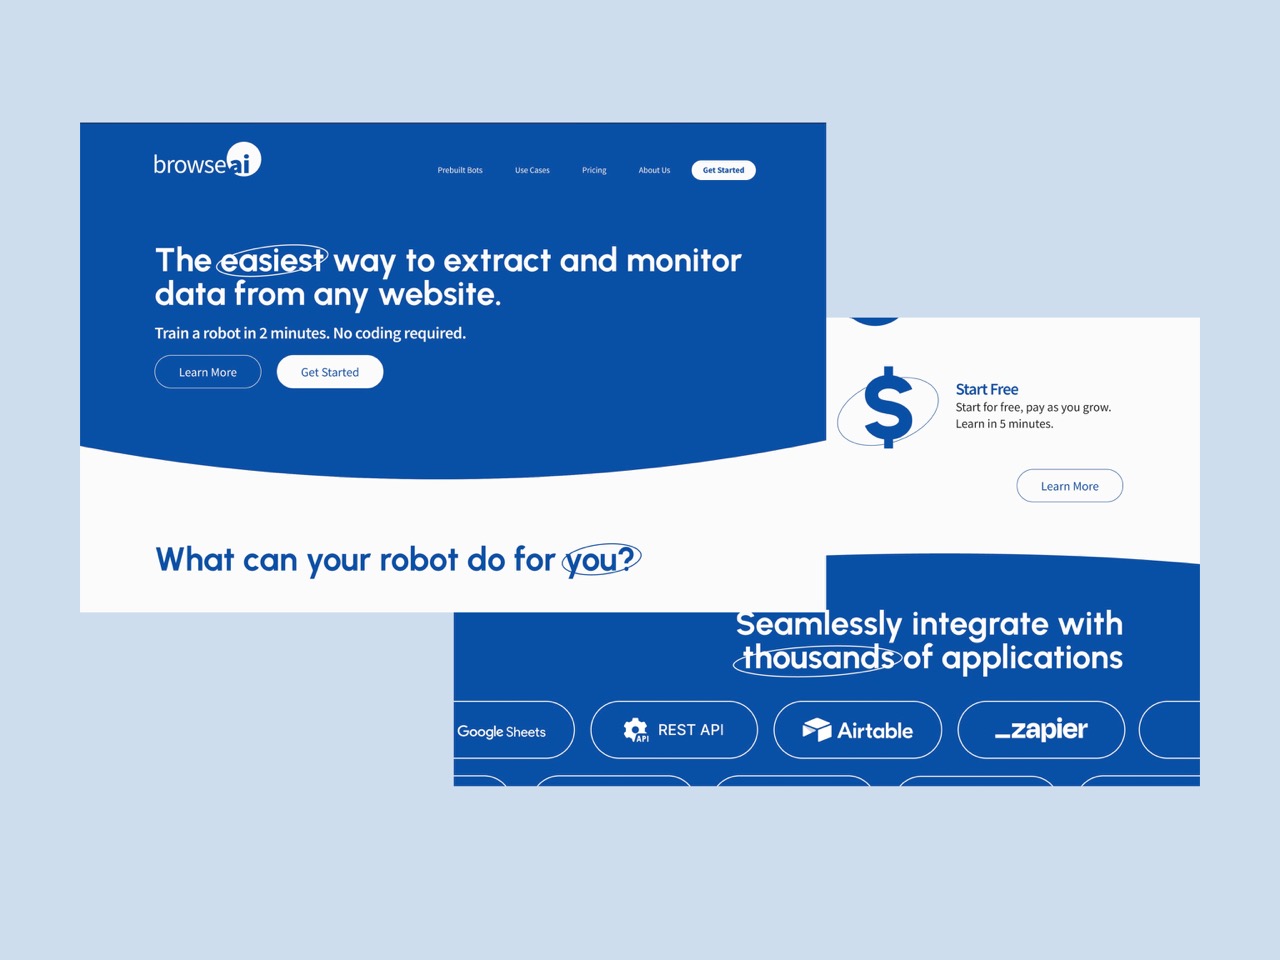 browseai
Prebuilt Bots
Use Cases
Pricing
About Us
Get Started
The easiest way to extract and monitor
data from any website.
Train a robot in 2 minutes. No coding required.
Learn More
Get Started
What can your robot do for you?
$
Start Free
Start for free, pay as you grow.
Learn in 5 minutes.
Learn More
Seamlessly integrate with
thousands of applications
Google Sheets
API
REST API
Airtable
_zapier